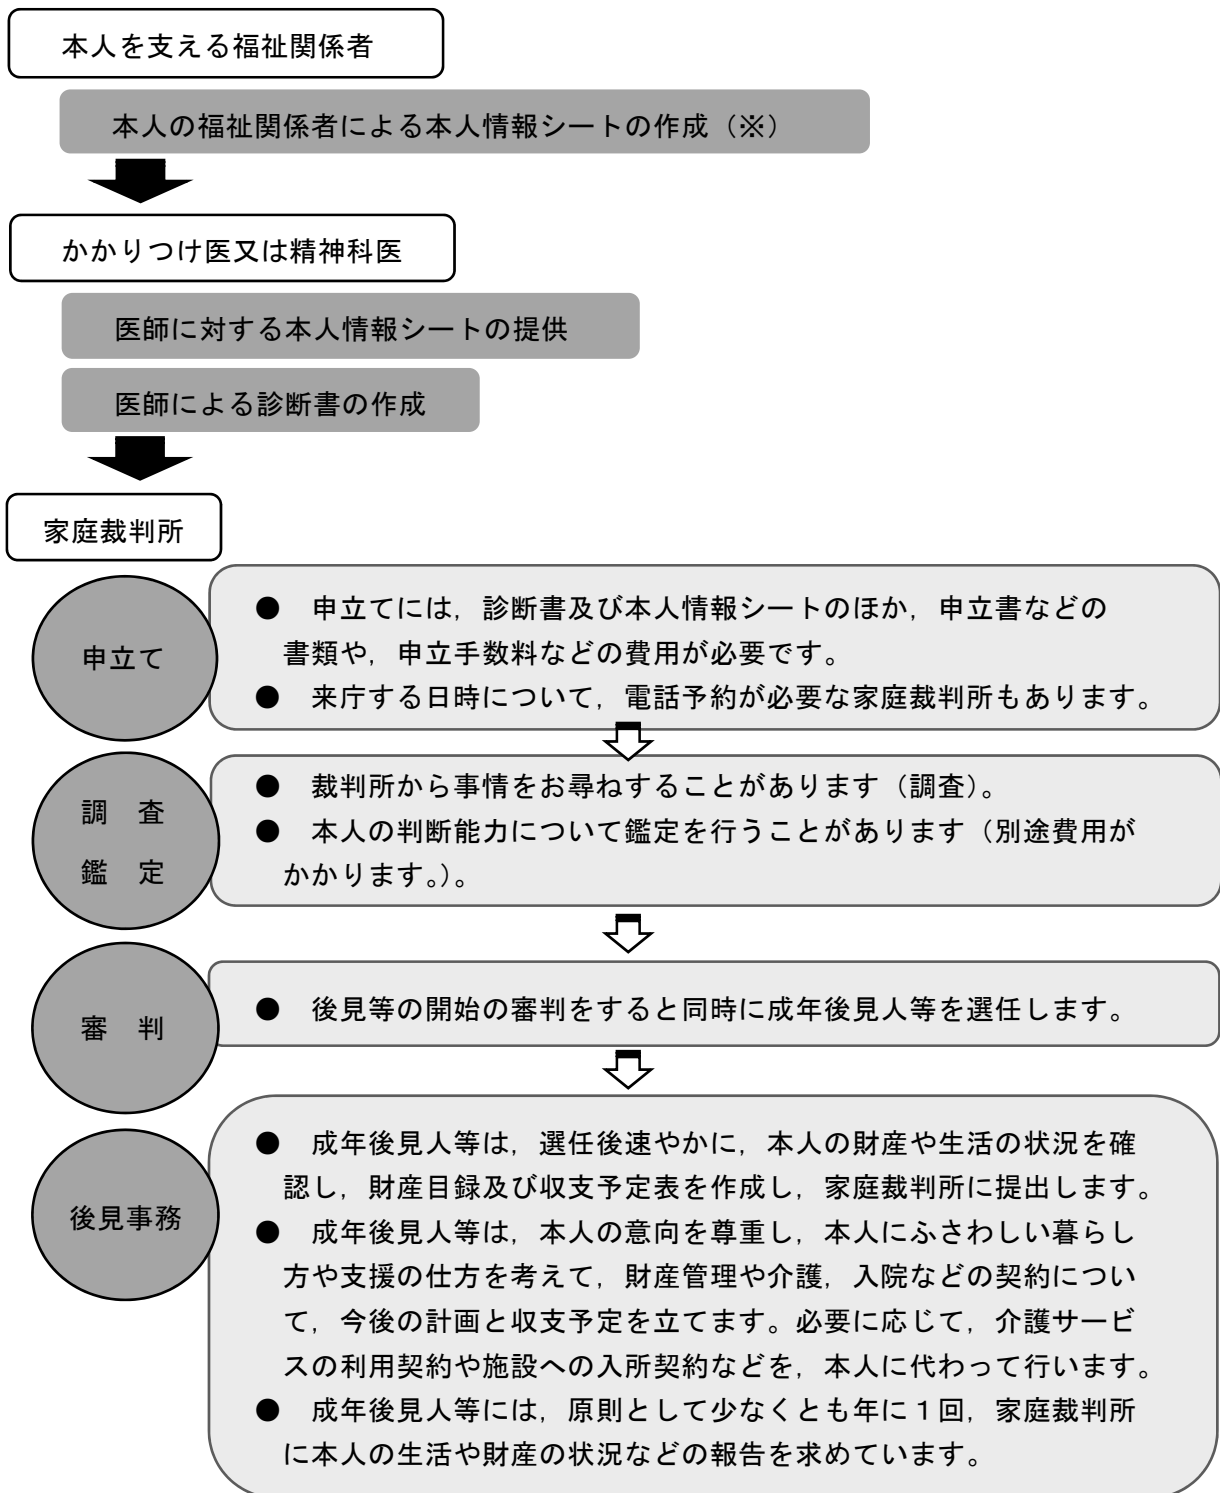 本人を支える福祉関係者
本人の福祉関係者による本人情報シートの作成（※）
かかりつけ医又は精神科医
医師に対する本人情報シートの提供
医師による診断書の作成
家庭裁判所
申立て
●　申立てには，診断書及び本人情報シートのほか，申立書などの
書類や，申立手数料などの費用が必要です。
●　来庁する日時について，電話予約が必要な家庭裁判所もあります。
調　査
鑑　定
●　裁判所から事情をお尋ねすることがあります（調査）。
●　本人の判断能力について鑑定を行うことがあります（別途費用が
かかります。）。
審　判
●　後見等の開始の審判をすると同時に成年後見人等を選任します。
後見事務
●　成年後見人等は，選任後速やかに，本人の財産や生活の状況を確
認し，財産目録及び収支予定表を作成し，家庭裁判所に提出します。
●　成年後見人等は，本人の意向を尊重し，本人にふさわしい暮らし
方や支援の仕方を考えて，財産管理や介護，入院などの契約につい
て，今後の計画と収支予定を立てます。必要に応じて，介護サービ
スの利用契約や施設への入所契約などを，本人に代わって行います。
●　成年後見人等には，原則として少なくとも年に１回，家庭裁判所
に本人の生活や財産の状況などの報告を求めています。